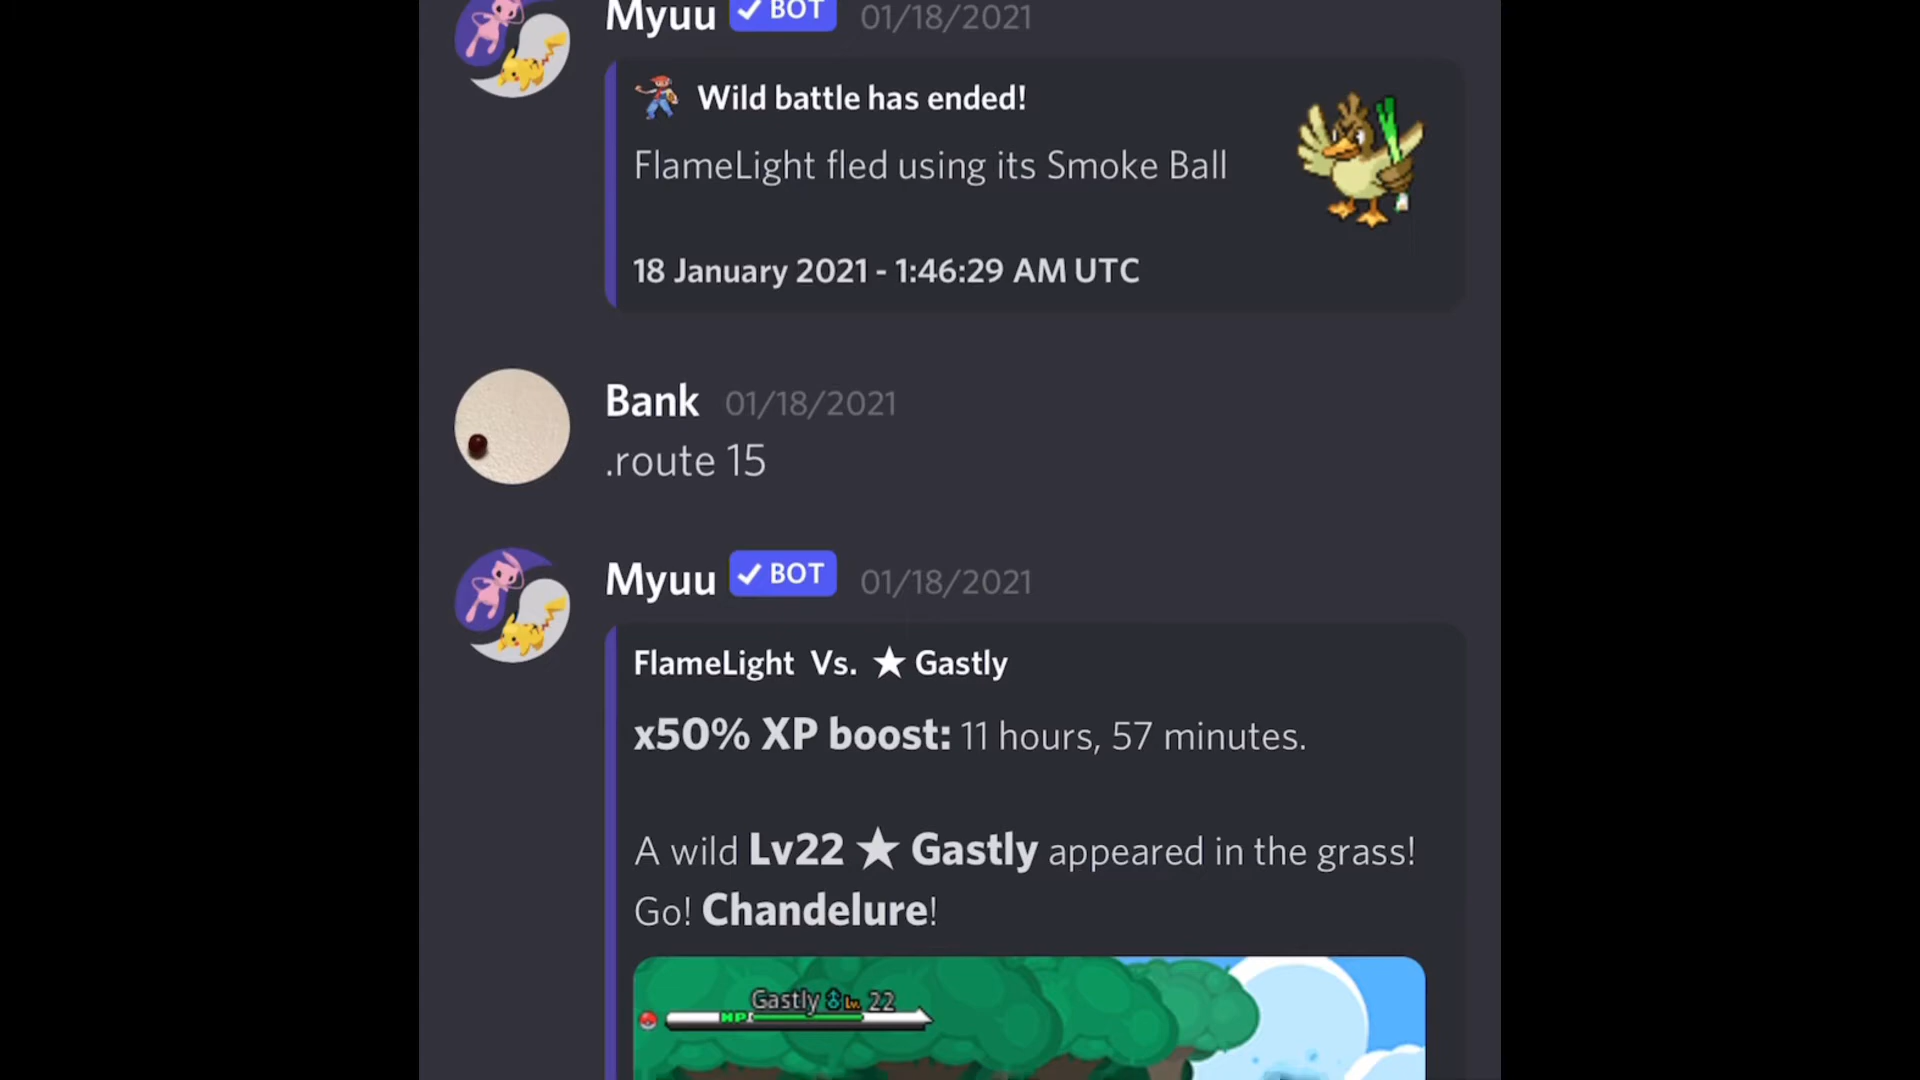 Myuu ✓ BOT 01/18/2021
Wild battle has ended!
FlameLight fled using its Smoke Ball
18 January 2021 - 1:46:29 AM UTC
Bank 01/18/2021
.route 15
Myuu ✓ BOT 01/18/2021
FlameLight Vs. ★ Gastly
x50% XP boost: 11 hours, 57 minutes.
A wild Lv22 ★ Gastly appeared in the grass!
Go! Chandelure!
Gastly ♂ Lv. 22
HP